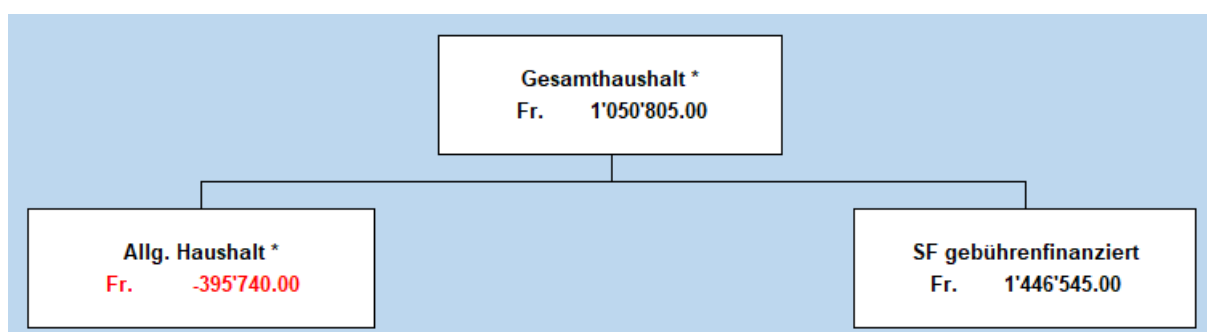 Gesamthaushalt *
Fr. 1'050'805.00
Allg. Haushalt *
Fr. -395'740.00
SF gebührenfinanziert
Fr. 1'446'545.00